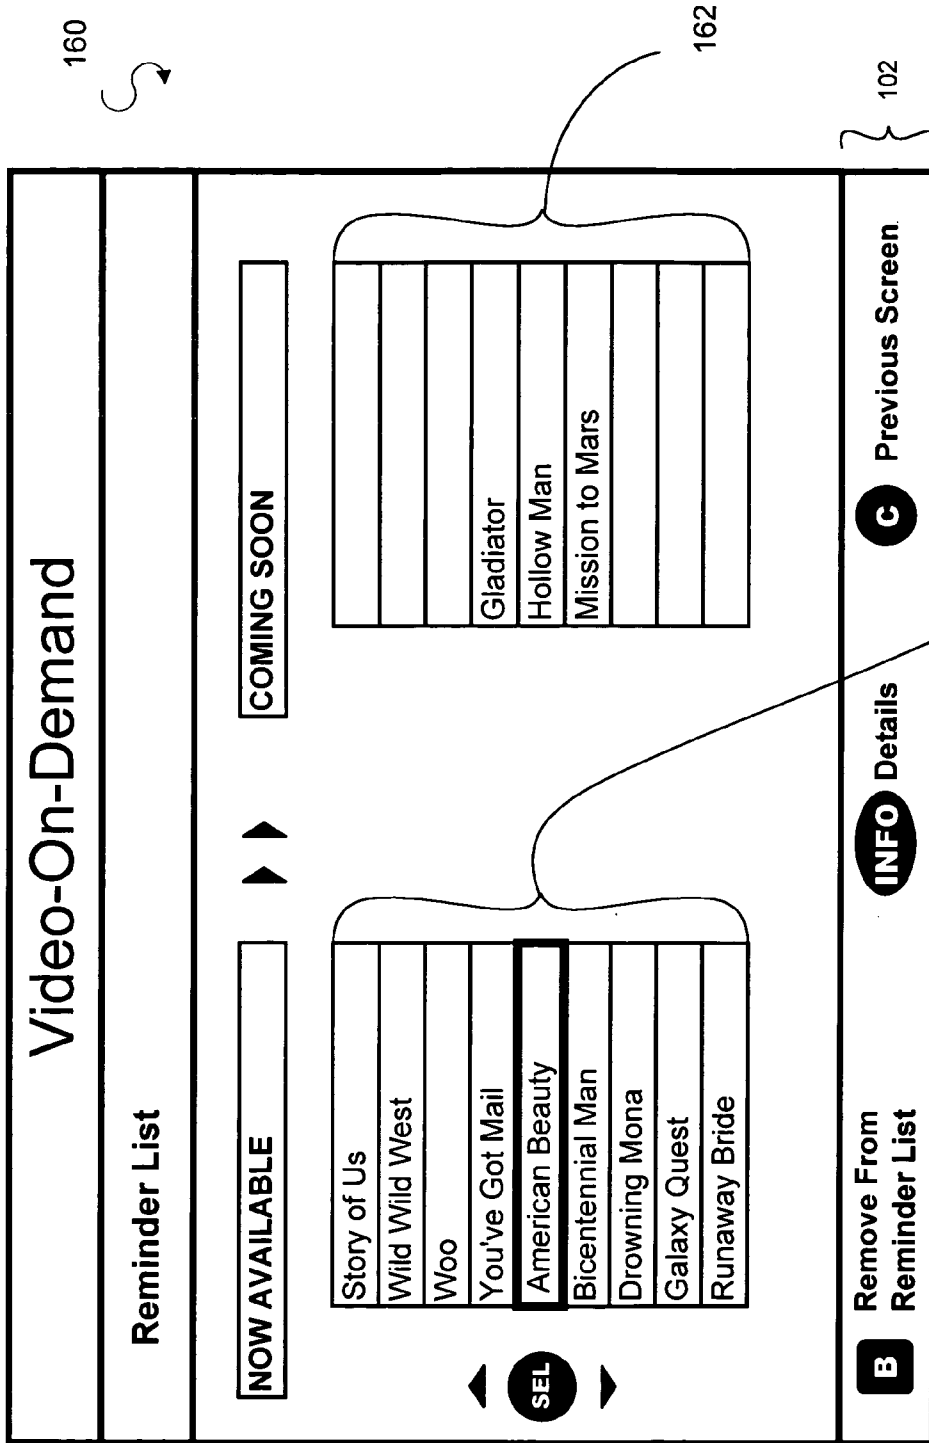 160
Video-On-Demand
Reminder List
NOW AVAILABLE
COMING SOON
Story of Us
Wild Wild West
Woo
You've Got Mail
American Beauty
Bicentennial Man
Drowning Mona
Galaxy Quest
Runaway Bride
SEL
Gladiator
Hollow Man
Mission to Mars
162
B Remove From
Reminder List
INFO Details
C Previous Screen
102